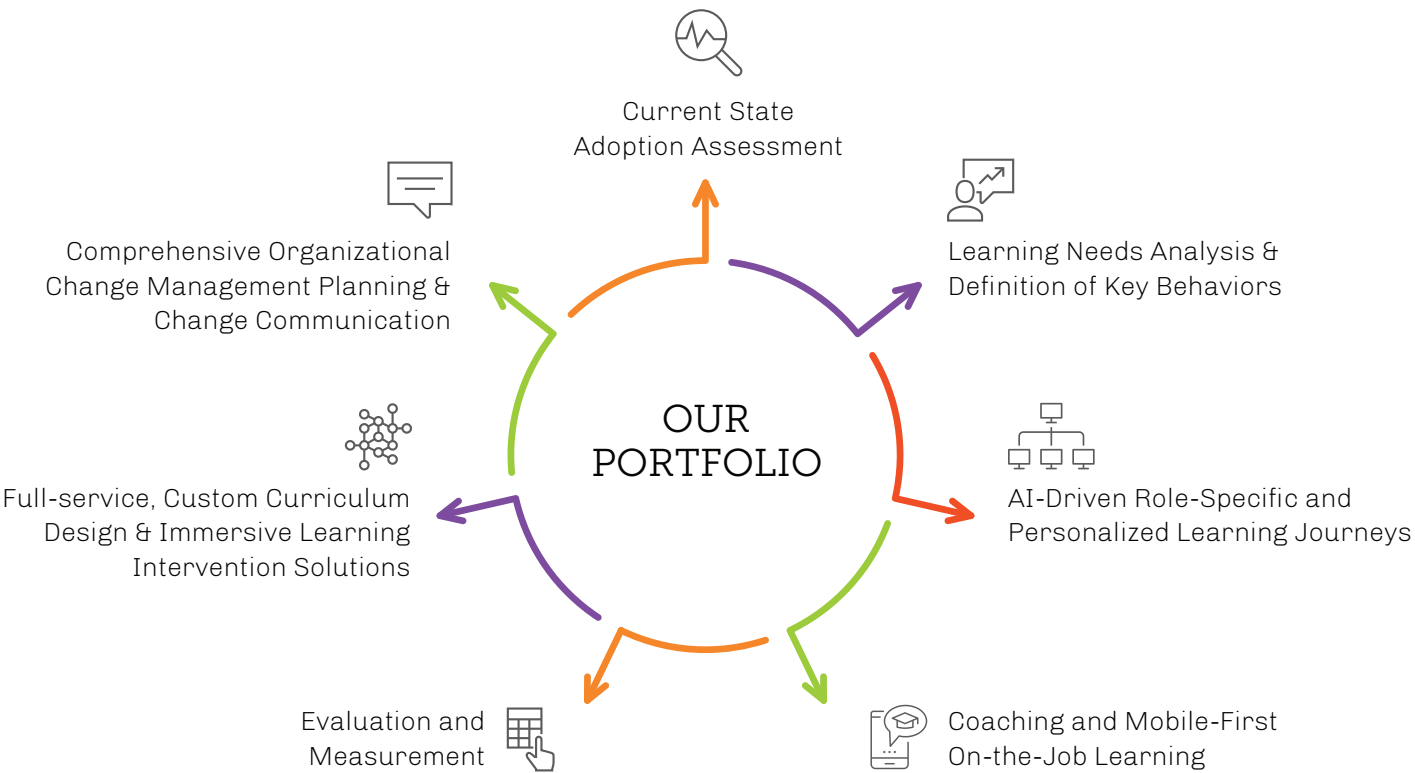 Current State
Adoption Assessment
Learning Needs Analysis &
Definition of Key Behaviors
AI-Driven Role-Specific and
Personalized Learning Journeys
Coaching and Mobile-First
On-the-Job Learning
Evaluation and
Measurement
Full-service, Custom Curriculum
Design & Immersive Learning
Intervention Solutions
Comprehensive Organizational
Change Management Planning &
Change Communication
OUR
PORTFOLIO